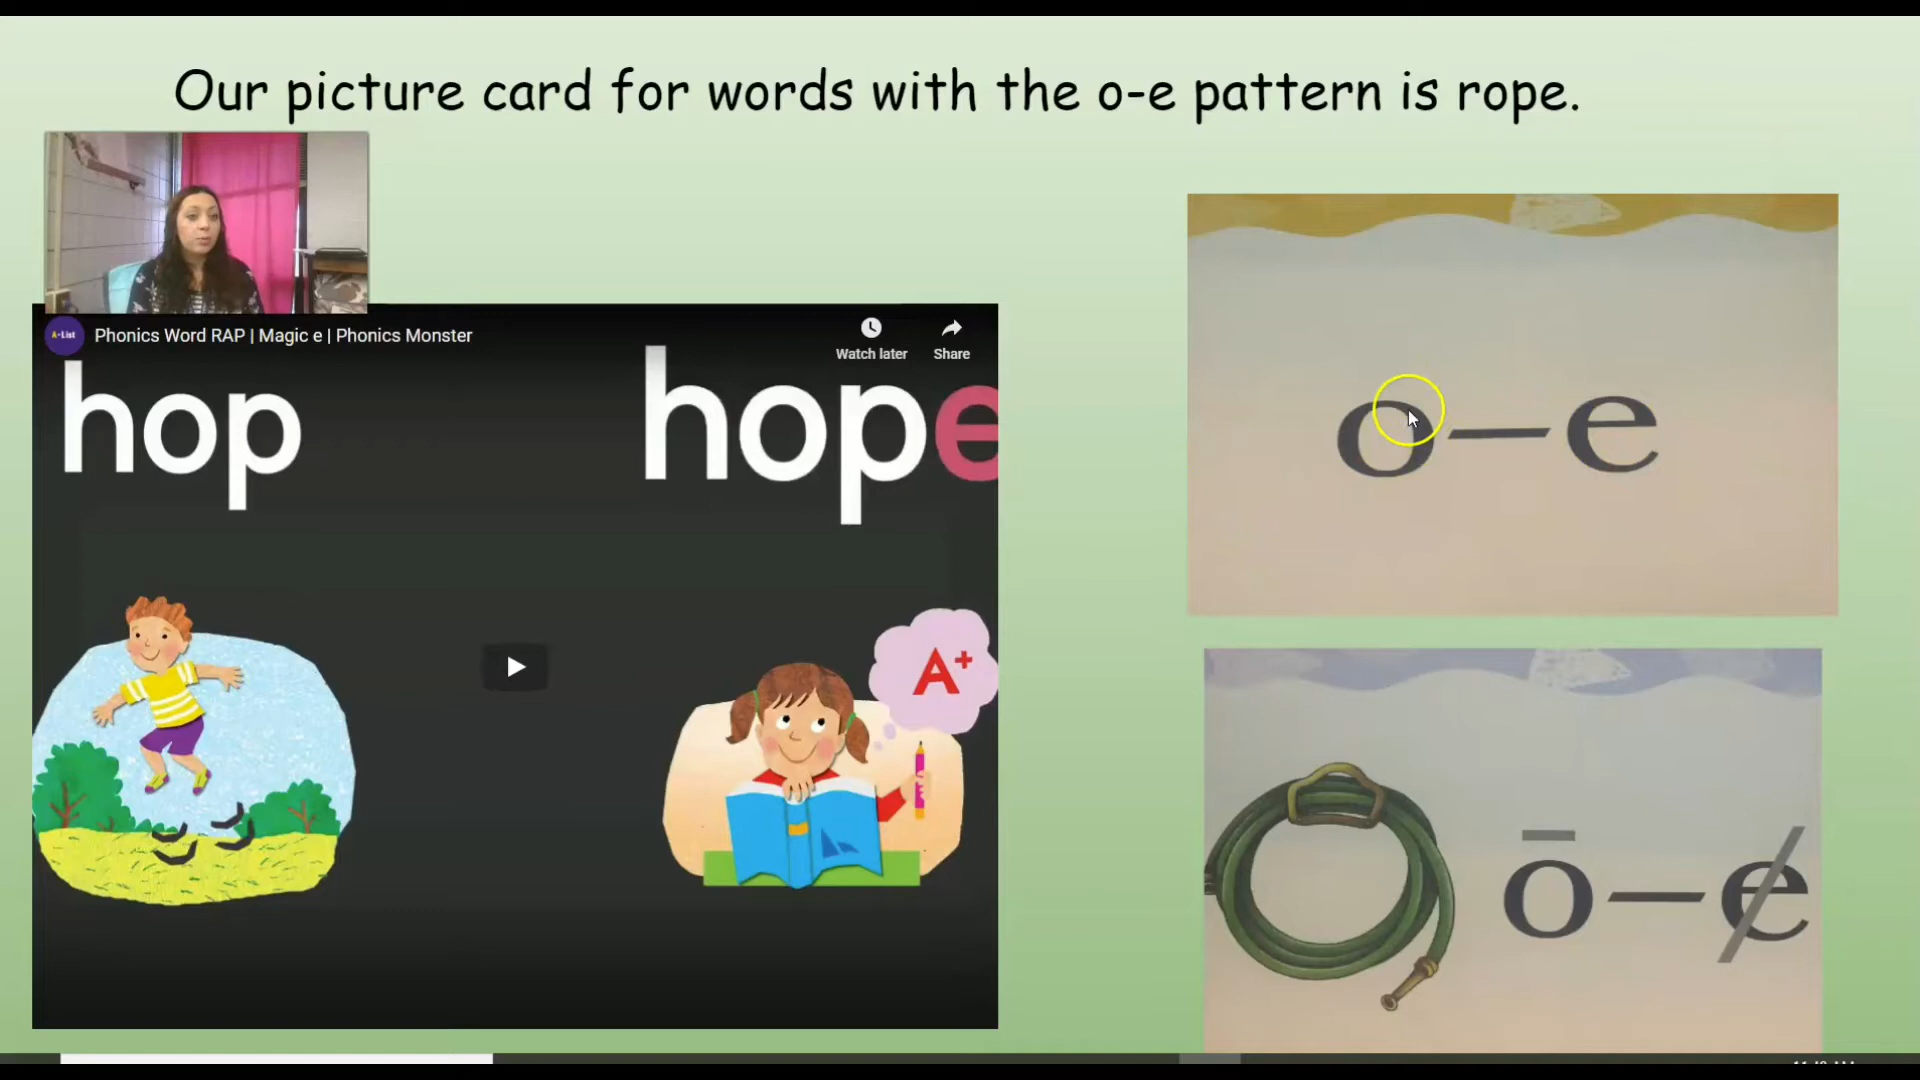 Our picture card for words with the o-e pattern is rope.
A-List
Phonics Word RAP | Magic e | Phonics Monster
Watch later
Share
hop
hope
A+
o–e
ō–e